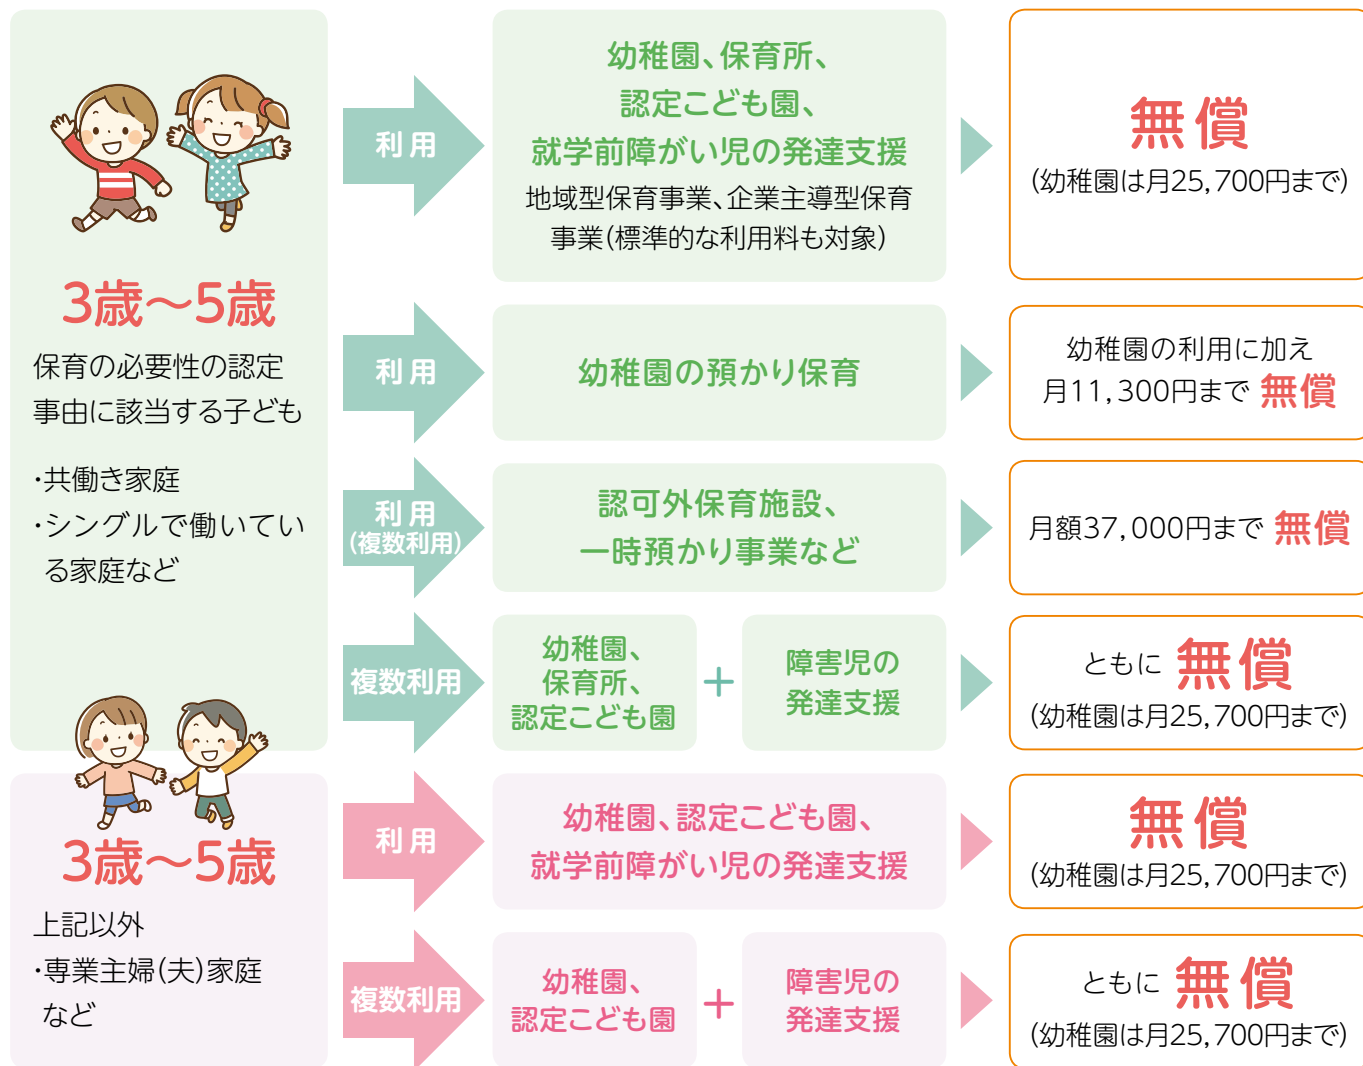 3歳〜5歳
保育の必要性の認定
事由に該当する子ども
・共働き家庭
・シングルで働いてい
る家庭など
利用
幼稚園、保育所、
認定こども園、
就学前障がい児の発達支援
地域型保育事業、企業主導型保育
事業(標準的な利用料も対象)
無償
(幼稚園は月25,700円まで)
利用
幼稚園の預かり保育
幼稚園の利用に加え
月11,300円まで 無償
利用
(複数利用)
認可外保育施設、
一時預かり事業など
月額37,000円まで 無償
複数利用
幼稚園、
保育所、
認定こども園
+
障害児の
発達支援
ともに 無償
(幼稚園は月25,700円まで)
3歳〜5歳
上記以外
・専業主婦(夫)家庭
など
利用
幼稚園、認定こども園、
就学前障がい児の発達支援
無償
(幼稚園は月25,700円まで)
複数利用
幼稚園、
認定こども園
+
障害児の
発達支援
ともに 無償
(幼稚園は月25,700円まで)